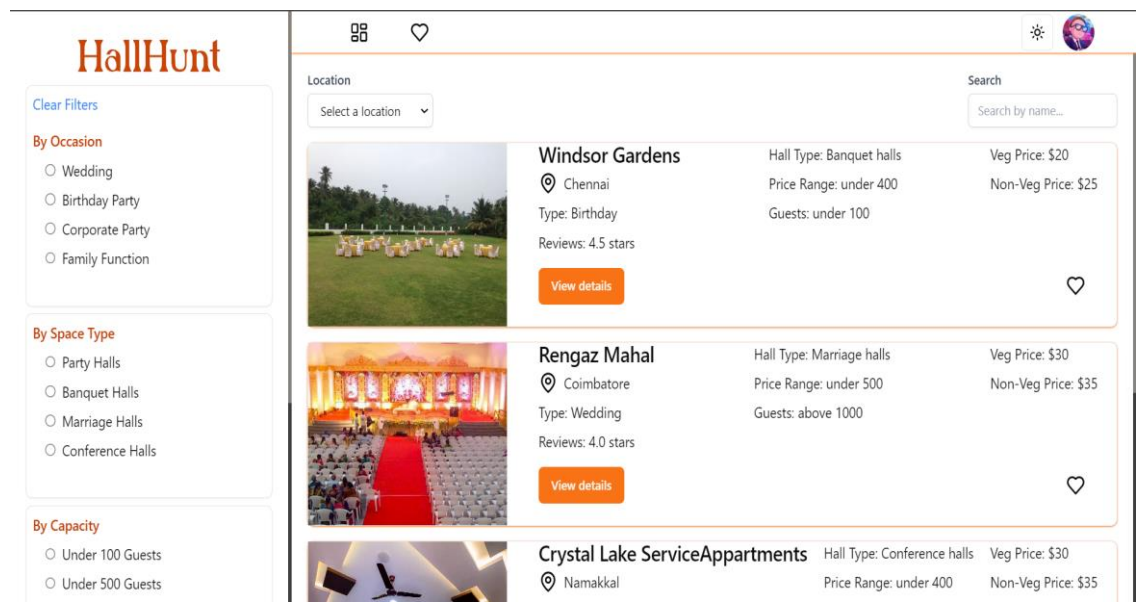 HallHunt
Clear Filters
By Occasion
Wedding
Birthday Party
Corporate Party
Family Function
By Space Type
Party Halls
Banquet Halls
Marriage Halls
Conference Halls
By Capacity
Under 100 Guests
Under 500 Guests
Location
Select a location
Search
Search by name...
Windsor Gardens
Chennai
Type: Birthday
Reviews: 4.5 stars
View details
Hall Type: Banquet halls
Price Range: under 400
Guests: under 100
Veg Price: $20
Non-Veg Price: $25
Rengaz Mahal
Coimbatore
Type: Wedding
Reviews: 4.0 stars
View details
Hall Type: Marriage halls
Price Range: under 500
Guests: above 1000
Veg Price: $30
Non-Veg Price: $35
Crystal Lake ServiceAppartments
Namakkal
Hall Type: Conference halls
Price Range: under 400
Veg Price: $30
Non-Veg Price: $35